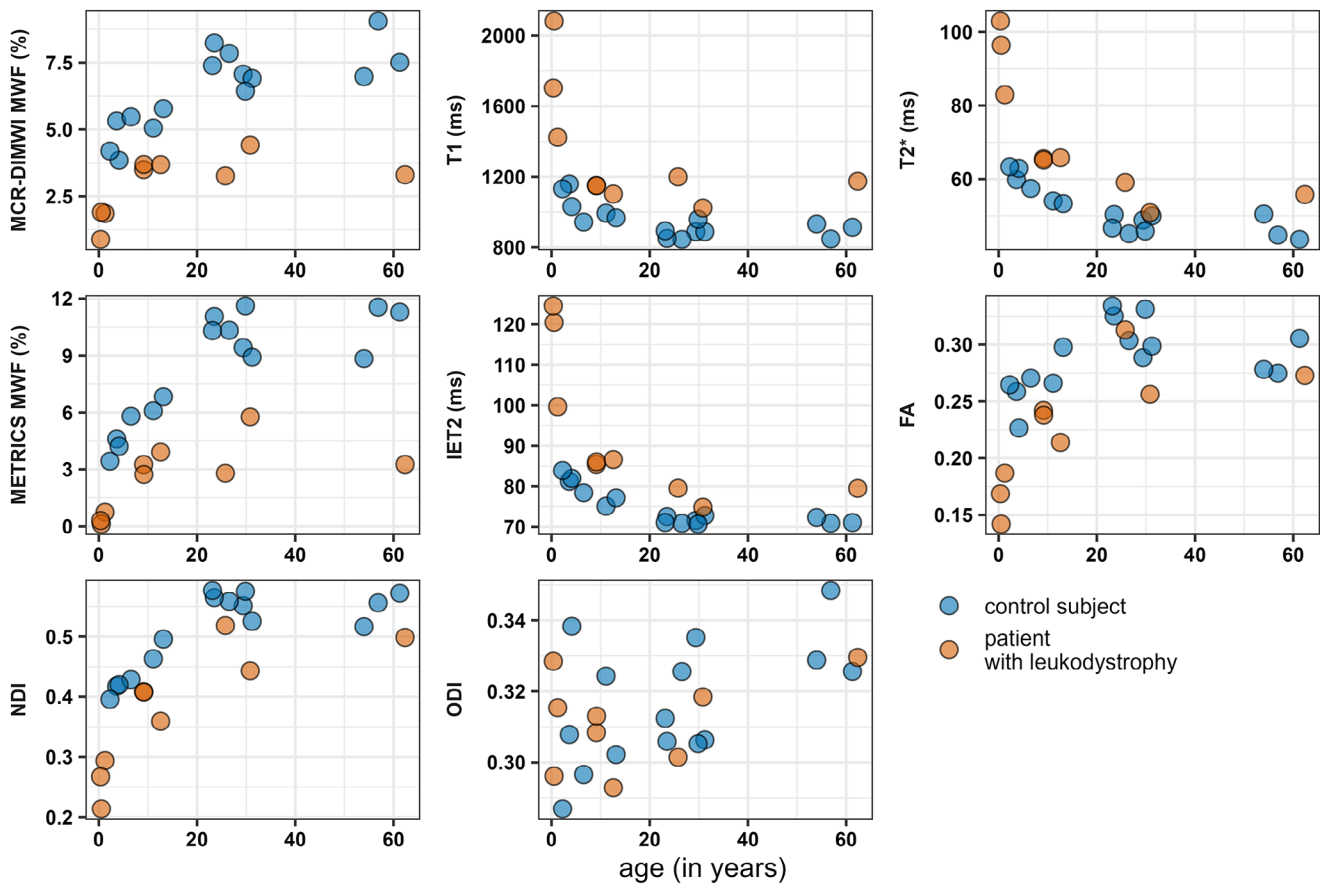 MCR-DIMWI MWF (%)
7.5
5.0
2.5
0 20 40 60
T1 (ms)
2000
1600
1200
800
0 20 40 60
T2* (ms)
100
80
60
0 20 40 60
METRICS MWF (%)
12
9
6
3
0
0 20 40 60
IET2 (ms)
120
110
100
90
80
70
0 20 40 60
FA
0.30
0.25
0.20
0.15
0 20 40 60
NDI
0.5
0.4
0.3
0.2
0 20 40 60
ODI
0.34
0.32
0.30
0 20 40 60
control subject
patient
with leukodystrophy
age (in years)